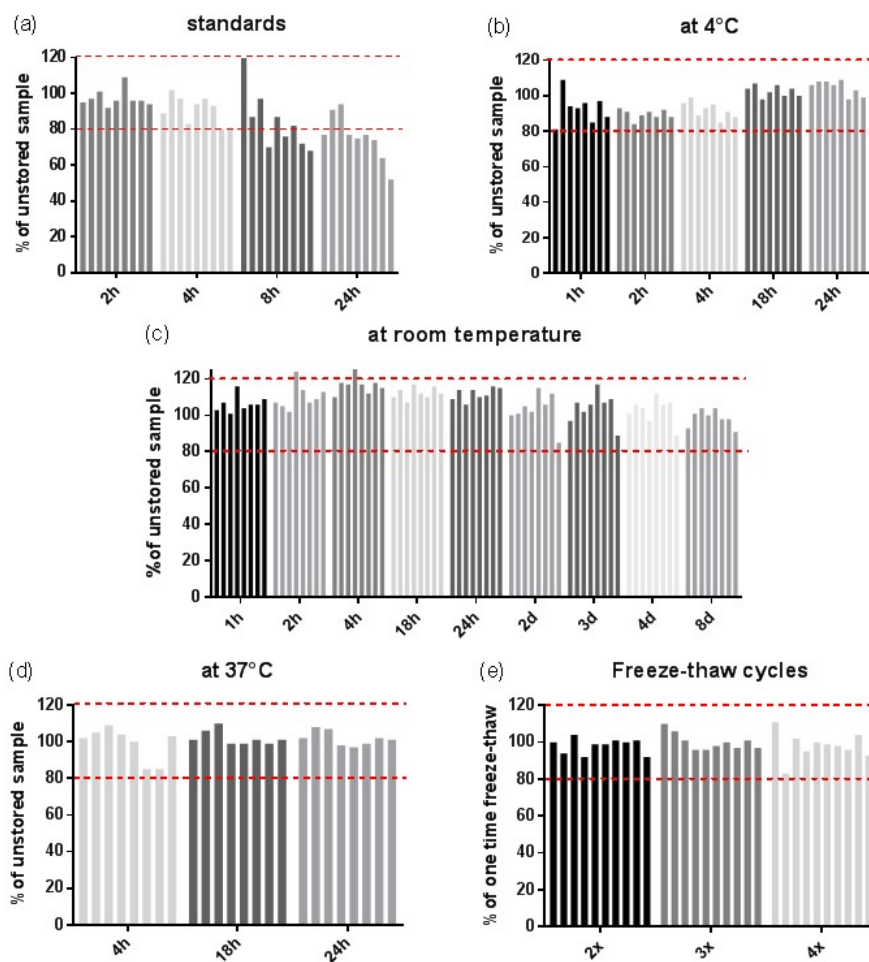 (a)
standards
% of unstored sample
120
100
80
60
40
20
0
2h
4h
8h
24h
(b)
at 4°C
% of unstored sample
120
100
80
60
40
20
0
1h
2h
4h
18h
24h
(c)
at room temperature
% of unstored sample
120
100
80
60
40
20
0
1h
2h
4h
18h
24h
2d
3d
4d
8d
(d)
at 37°C
% of unstored sample
120
100
80
60
40
20
0
4h
18h
24h
(e)
Freeze-thaw cycles
% of one time freeze-thaw
120
100
80
60
40
20
0
2x
3x
4x